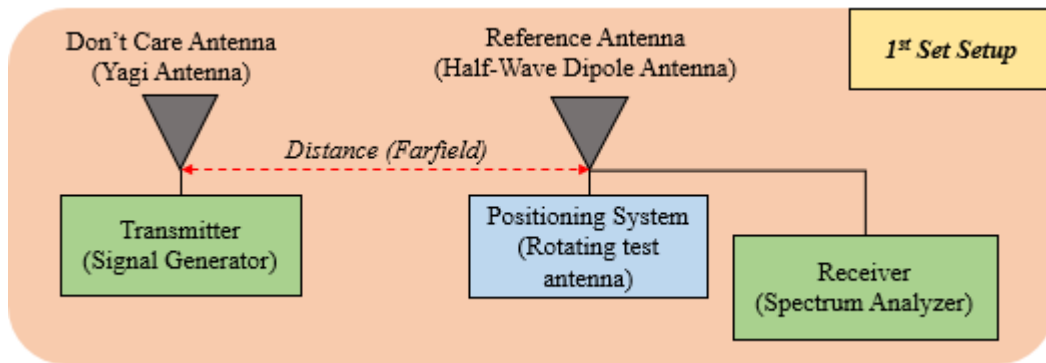 Don't Care Antenna
(Yagi Antenna)
Reference Antenna
(Half-Wave Dipole Antenna)
1st Set Setup
Distance (Farfield)
Transmitter
(Signal Generator)
Positioning System
(Rotating test
antenna)
Receiver
(Spectrum Analyzer)